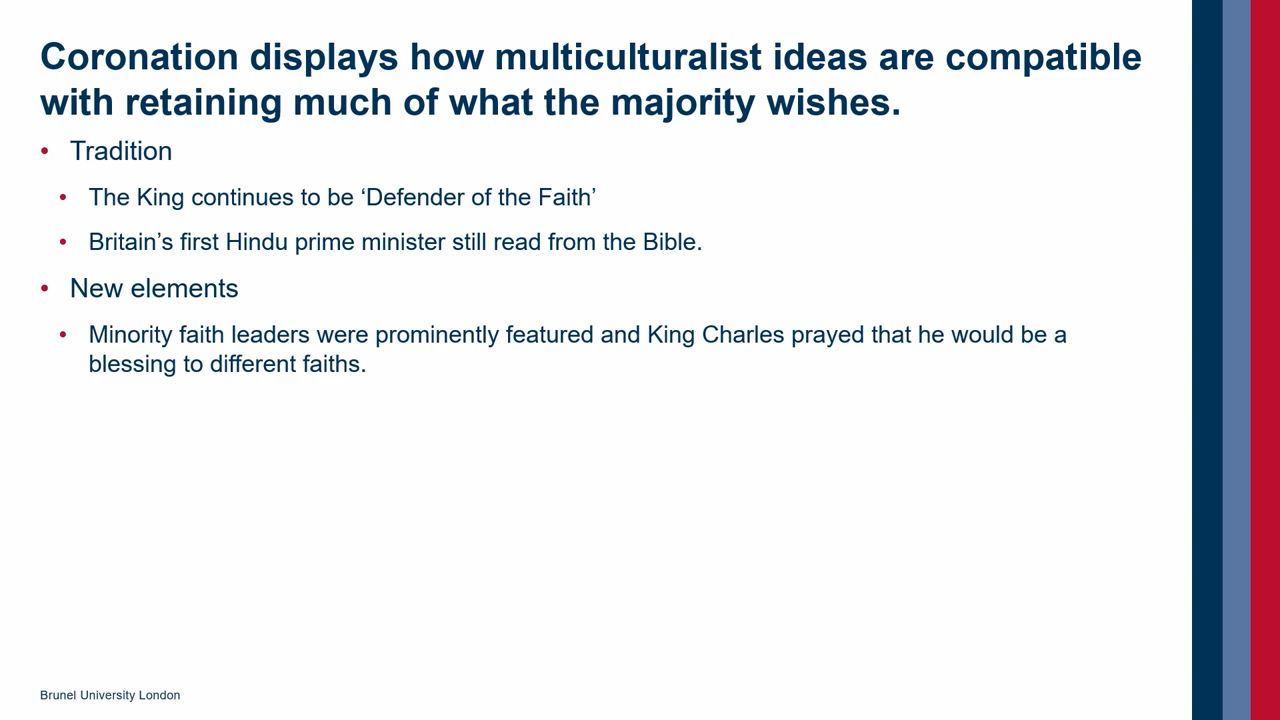 Coronation displays how multiculturalist ideas are compatible
with retaining much of what the majority wishes.
• Tradition
• The King continues to be ‘Defender of the Faith’
• Britain’s first Hindu prime minister still read from the Bible.
• New elements
• Minority faith leaders were prominently featured and King Charles prayed that he would be a
blessing to different faiths.
Brunel University London